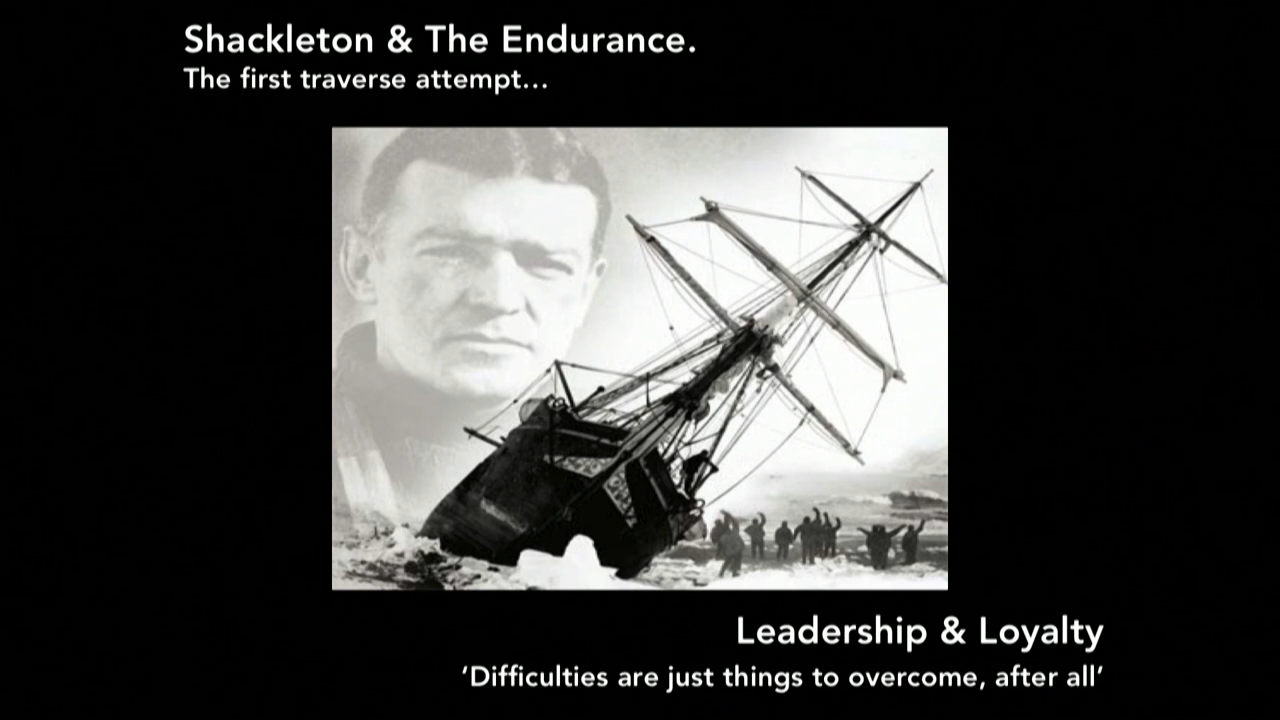 Shackleton & The Endurance.
The first traverse attempt...
Leadership & Loyalty
‘Difficulties are just things to overcome, after all’